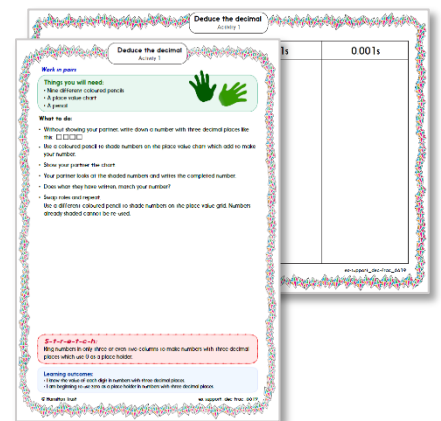 Deduce the decimal
Activity 1
1s
0.001s
ex-support_dec-frac_6619
Deduce the decimal
Activity 1
Work in pairs
Things you will need:
• Nine different coloured pencils
• A place value chart
• A pencil
What to do:
• Without showing your partner, write down a number with three decimal places like
this: □.□□□
• Use a coloured pencil to shade numbers on the place value chart which add to make
your number.
• Show your partner the chart.
• Your partner looks at the shaded numbers and writes the completed number.
• Does what they have written, match your number?
• Swap roles and repeat.
Use a different coloured pencil to shade numbers on the place value grid. Numbers
already shaded cannot be re-used.
S-t-r-e-t-c-h:
Ring numbers in only three or even two columns to make numbers with three decimal
places which use 0 as a place holder.
Learning outcomes:
• I know the value of each digit in numbers with three decimal places.
• I am beginning to use zero as a place holder in numbers with three decimal places.
© Hamilton Trust
ex-support_dec-frac_6619